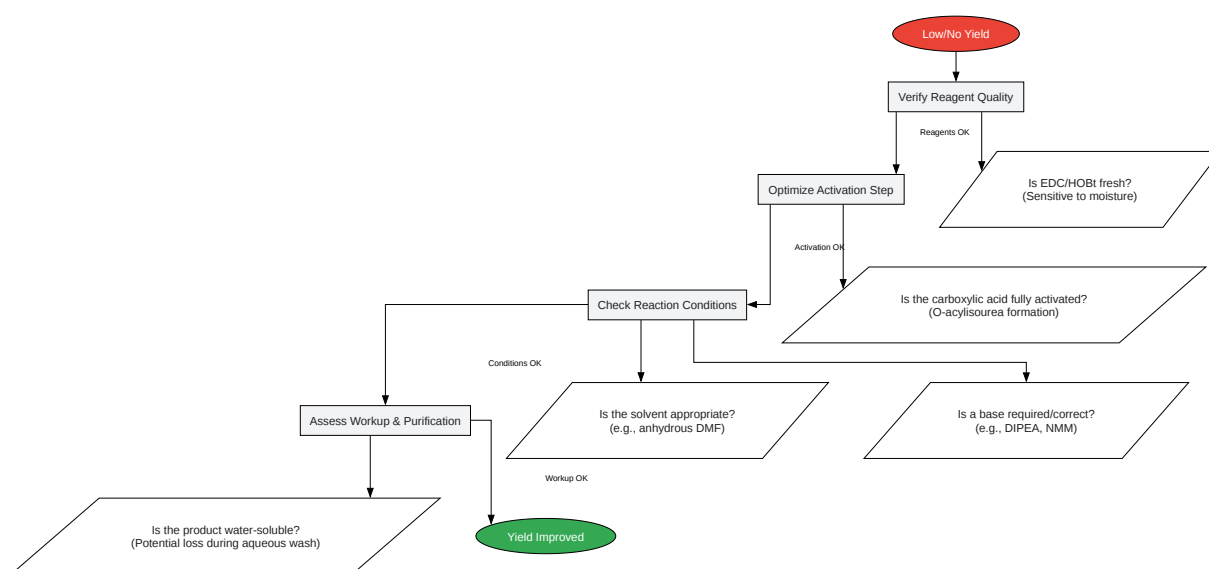 Low/No Yield
Verify Reagent Quality
Reagents OK
Is EDC/HOBt fresh?
(Sensitive to moisture)
Optimize Activation Step
Activation OK
Is the carboxylic acid fully activated?
(O-acylisourea formation)
Check Reaction Conditions
Conditions OK
Is the solvent appropriate?
(e.g., anhydrous DMF)
Is a base required/correct?
(e.g., DIPEA, NMM)
Assess Workup & Purification
Workup OK
Is the product water-soluble?
(Potential loss during aqueous wash)
Yield Improved